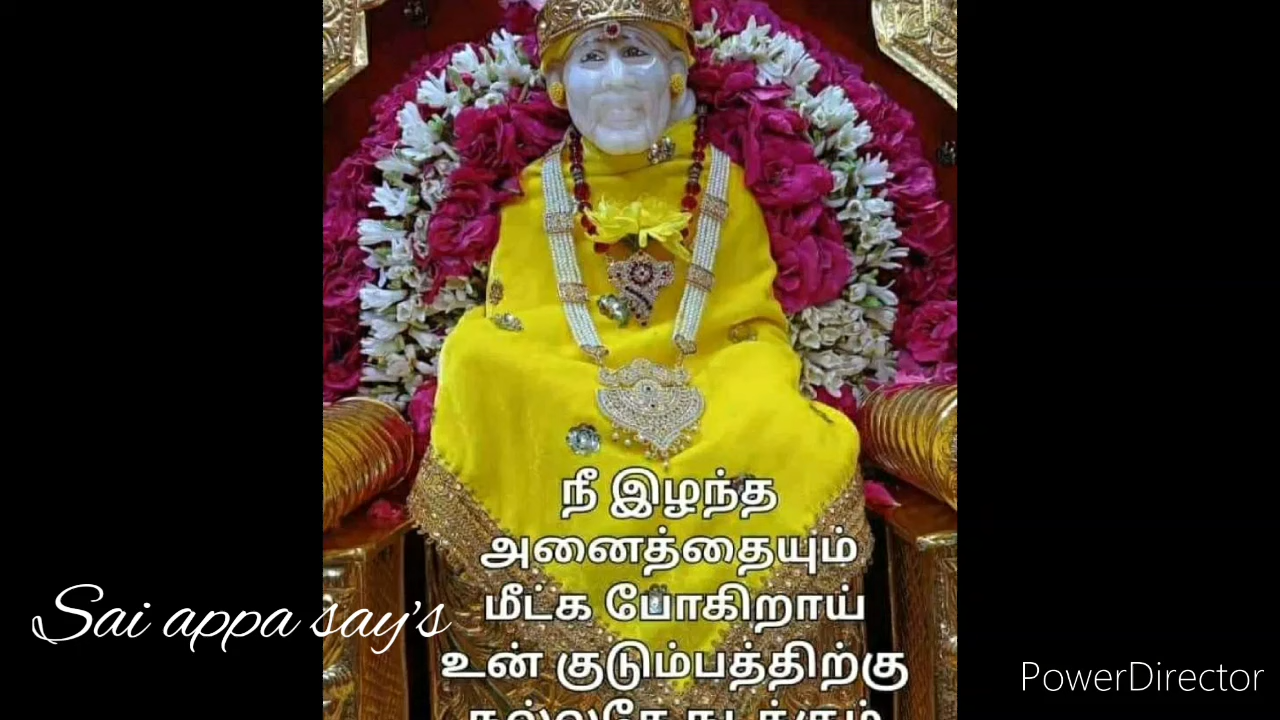 நீ இழந்த
அனைத்தையும்
மீட்க போகிறாய்
உன் குடும்பத்திற்கு
Sai appa say's
PowerDirector